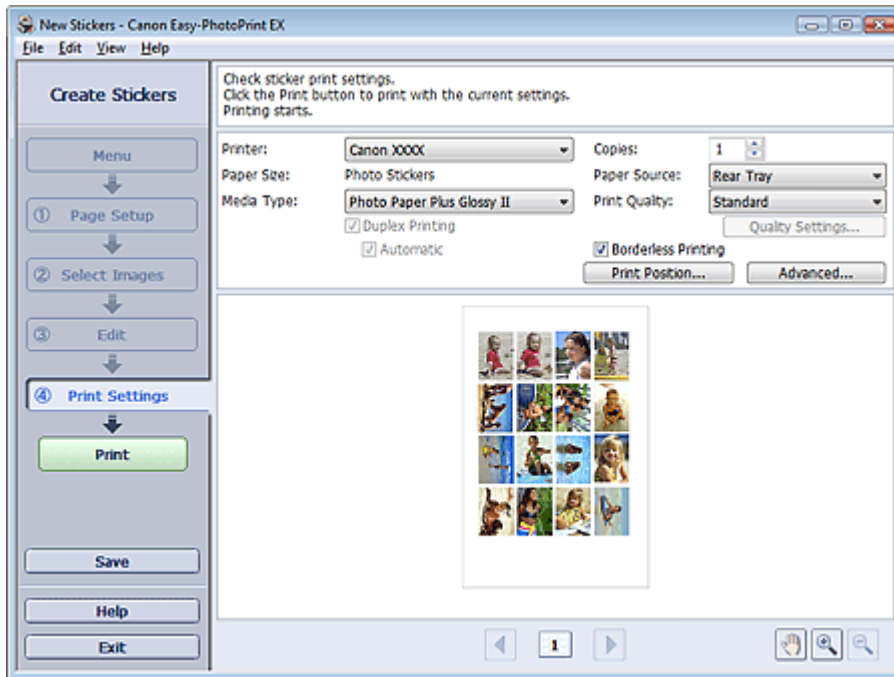 New Stickers - Canon Easy-PhotoPrint EX
File Edit View Help
Create Stickers
Menu
① Page Setup
② Select Images
③ Edit
④ Print Settings
Print
Save
Help
Exit
Check sticker print settings.
Click the Print button to print with the current settings.
Printing starts.
Printer: Canon XXXX Copies: 1
Paper Size: Photo Stickers Paper Source: Rear Tray
Media Type: Photo Paper Plus Glossy II Print Quality: Standard
Duplex Printing Quality Settings...
Automatic Borderless Printing
Print Position... Advanced...
1